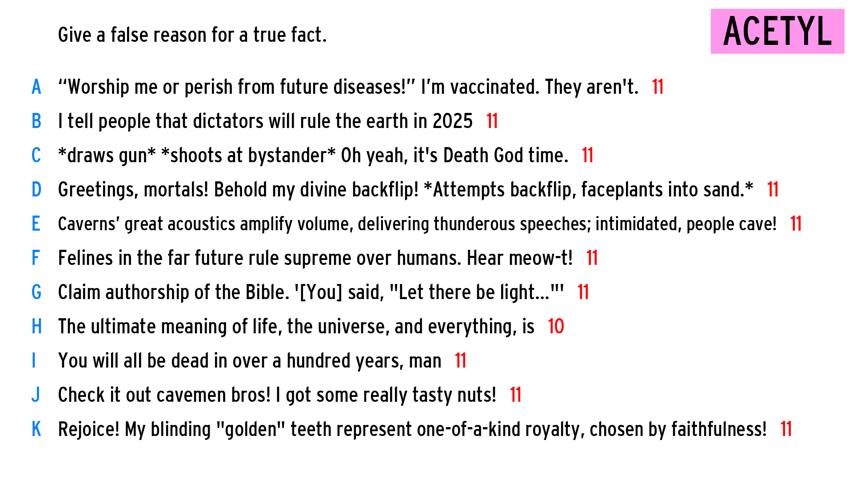 Give a false reason for a true fact.
ACETYL
A “Worship me or perish from future diseases!” I’m vaccinated. They aren't. 11
B I tell people that dictators will rule the earth in 2025 11
C *draws gun* *shoots at bystander* Oh yeah, it's Death God time. 11
D Greetings, mortals! Behold my divine backflip! *Attempts backflip, faceplants into sand.* 11
E Caverns’ great acoustics amplify volume, delivering thunderous speeches; intimidated, people cave! 11
F Felines in the far future rule supreme over humans. Hear meow-t! 11
G Claim authorship of the Bible. '[You] said, "Let there be light..."' 11
H The ultimate meaning of life, the universe, and everything, is 10
I You will all be dead in over a hundred years, man 11
J Check it out cavemen bros! I got some really tasty nuts! 11
K Rejoice! My blinding "golden" teeth represent one-of-a-kind royalty, chosen by faithfulness! 11